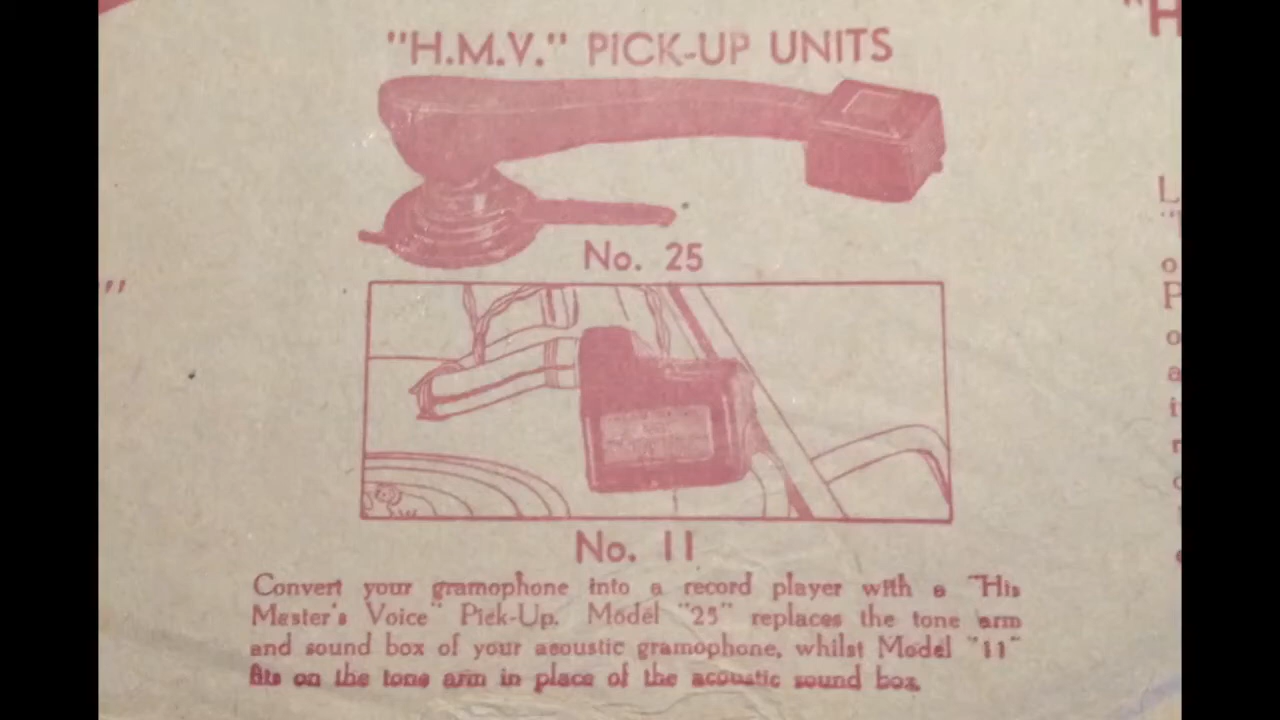 "H.M.V." PICK-UP UNITS
No. 25
No. 11
Convert your gramophone into a record player with a "His
Master's Voice" Pick-Up. Model "25" replaces the tone arm
and sound box of your acoustic gramophone, whilst Model "11"
fits on the tone arm in place of the acoustic sound box.